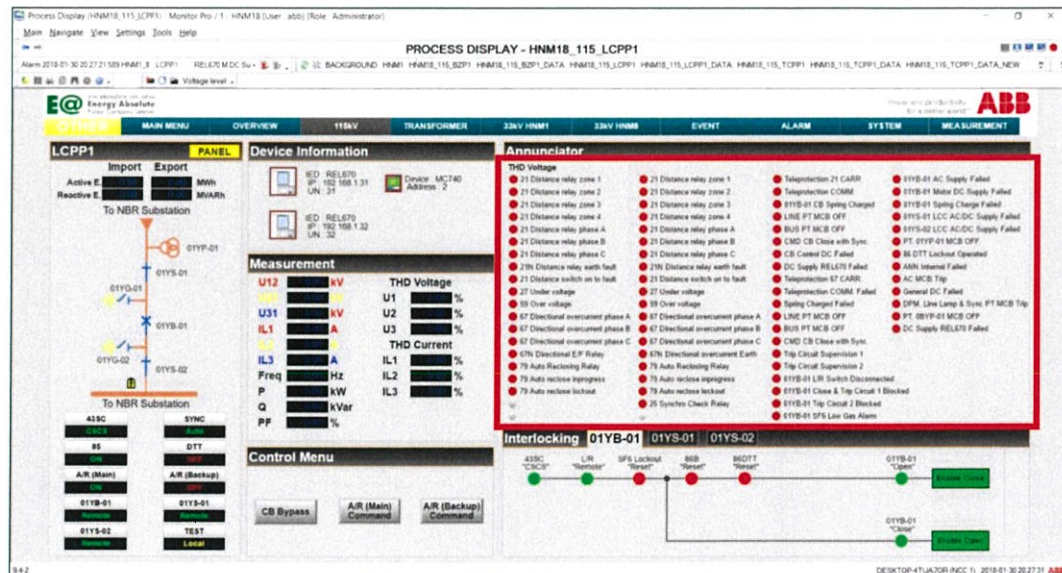 Process Display (HNM18_115_LCPP1) - Monitor Pro / 1 - HNM18 [User .abb] [Role Administrator]
Main Navigate View Settings Tools Help
PROCESS DISPLAY - HNM18_115_LCPP1
BACKGROUND HNM1 HNM18_115_BZP1 HNM18_115_BZP1_DATA HNM18_115_LCPP1 HNM18_115_LCPP1_DATA HNM18_115_TCPP1 HNM18_115_TCPP1_DATA HNM18_115_TCPP1_DATA_NEW
Voltage level
E@ Energy Absolute
ABB
MAIN MENU OVERVIEW 115kV TRANSFORMER 33kV HNM1 33kV HNM8 EVENT ALARM SYSTEM MEASUREMENT
LCPP1 PANEL
Import Export
Active E. MWh
Reactive E. MVARh
To NBR Substation
01YP-01
01YS-01
01YG-01
01YB-01
01YG-02
01YS-02
To NBR Substation
43SC SYNC
CSCS Auto
85 DTT
ON OFF
A/R (Main) A/R (Backup)
ON OFF
01YB-01 01YS-01
Remote Remote
01YS-02 TEST
Remote Local
Device Information
IED : REL670
IP : 192.168.1.31
UN : 31
Device : MC740
Address : 2
IED : REL670
IP : 192.168.1.32
UN : 32
Measurement
U12 kV THD Voltage
U1 %
U31 kV U2 %
IL1 A U3 %
THD Current
IL3 A IL1 %
Freq Hz IL2 %
P kW IL3 %
Q kVar
PF %
Control Menu
CB Bypass
A/R (Main) Command
A/R (Backup) Command
Annunciator
THD Voltage
21 Distance relay zone 1
21 Distance relay zone 2
21 Distance relay zone 3
21 Distance relay zone 4
21 Distance relay phase A
21 Distance relay phase B
21 Distance relay phase C
21N Distance relay earth fault
21 Distance switch on to fault
27 Under voltage
59 Over voltage
67 Directional overcurrent phase A
67 Directional overcurrent phase B
67 Directional overcurrent phase C
67N Directional E/F Relay
79 Auto Reclosing Relay
79 Auto reclose inprogress
79 Auto reclose lockout
21 Distance relay zone 1
21 Distance relay zone 2
21 Distance relay zone 3
21 Distance relay zone 4
21 Distance relay phase A
21 Distance relay phase B
21 Distance relay phase C
21N Distance relay earth fault
21 Distance switch on to fault
27 Under voltage
59 Over voltage
67 Directional overcurrent phase A
67 Directional overcurrent phase B
67 Directional overcurrent phase C
67N Directional overcurrent Earth
79 Auto Reclosing Relay
79 Auto reclose inprogress
79 Auto reclose lockout
25 Synchro Check Relay
Teleprotection 21 CARR
Teleprotection COMM.
01YB-01 CB Spring Charged
LINE PT MCB OFF
BUS PT MCB OFF
CMD CB Close with Sync.
CB Control DC Failed
DC Supply REL670 Failed
Teleprotection 67 CARR.
Teleprotection COMM. Failed
Spring Charged Failed
LINE PT MCB OFF
BUS PT MCB OFF
CMD CB Close with Sync.
Trip Circuit Supervision 1
Trip Circuit Supervision 2
01YB-01 L/R Switch Disconnected
01YB-01 Close & Trip Circuit 1 Blocked
01YB-01 Trip Circuit 2 Blocked
01YB-01 SF6 Low Gas Alarm
01YB-01 AC Supply Failed
01YB-01 Motor DC Supply Failed
01YB-01 Spring Charge Failed
01YS-01 LCC AC/DC Supply Failed
01YS-02 LCC AC/DC Supply Failed
PT. 01YP-01 MCB OFF
86 DTT Lockout Operated
ANN Internal Failed
AC MCB Trip
General DC Failed
DPM. Line Lamp & Sync PT MCB Trip
PT. 0BYP-01 MCB OFF
DC Supply REL670 Failed
Interlocking 01YB-01 01YS-01 01YS-02
43SC "CSCS"
L/R "Remote"
SF6 Lockout "Reset"
86B "Reset"
86DTT "Reset"
01YB-01 "Open"
Enable Close
01YB-01 "Close"
Enable Open
9.4-2
DESKTOP-4TUA70R (NCC 1) 2018-01-30 20:27:31 ABB